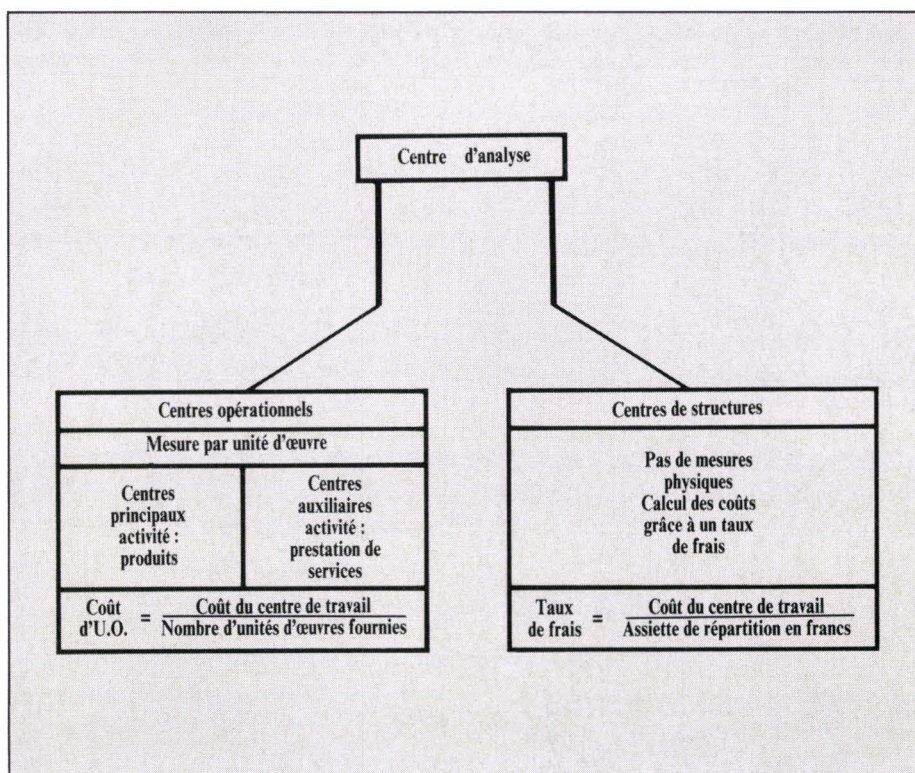 Centre d'analyse
Centres opérationnels
Mesure par unité d'œuvre
Centres
principaux
activité :
produits
Centres
auxiliaires
activité :
prestation de
services
Coût
d'U.O.
=
Coût du centre de travail
Nombre d'unités d'œuvres fournies
Centres de structures
Pas de mesures
physiques
Calcul des coûts
grâce à un taux
de frais
Taux
de frais
=
Coût du centre de travail
Assiette de répartition en francs